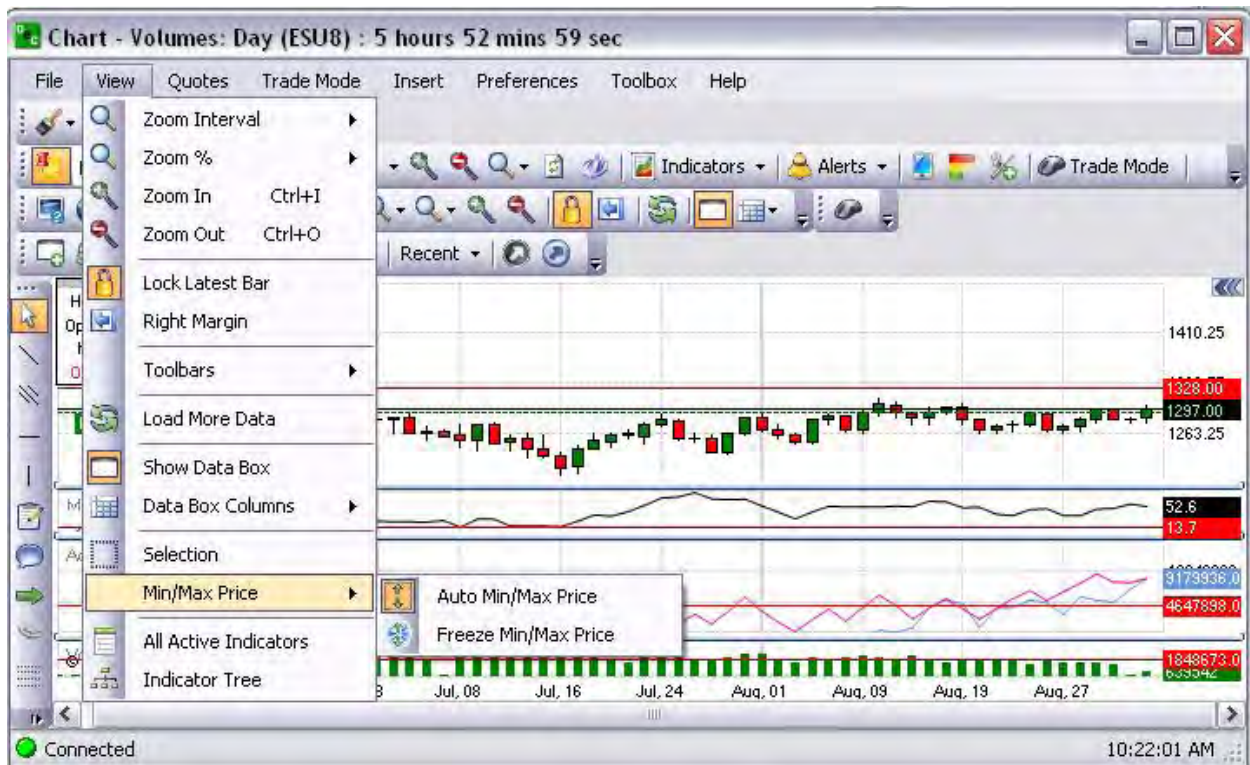 Chart - Volumes: Day (ESU8) : 5 hours 52 mins 59 sec
File View Quotes Trade Mode Insert Preferences Toolbox Help
Zoom Interval
Zoom %
Indicators Alerts Trade Mode
Zoom In Ctrl+I
Zoom Out Ctrl+O
Recent
Lock Latest Bar
H
Right Margin
Op
1410.25
Toolbars
1328.00
1297.00
Load More Data
1263.25
Show Data Box
Data Box Columns
M
52.6
13.7
Selection
9179936.0
Min/Max Price
Auto Min/Max Price
4647898.0
Freeze Min/Max Price
All Active Indicators
1848673.0
639542
Indicator Tree
8 Jul, 08 Jul, 16 Jul, 24 Aug, 01 Aug, 09 Aug, 19 Aug, 27
Connected 10:22:01 AM